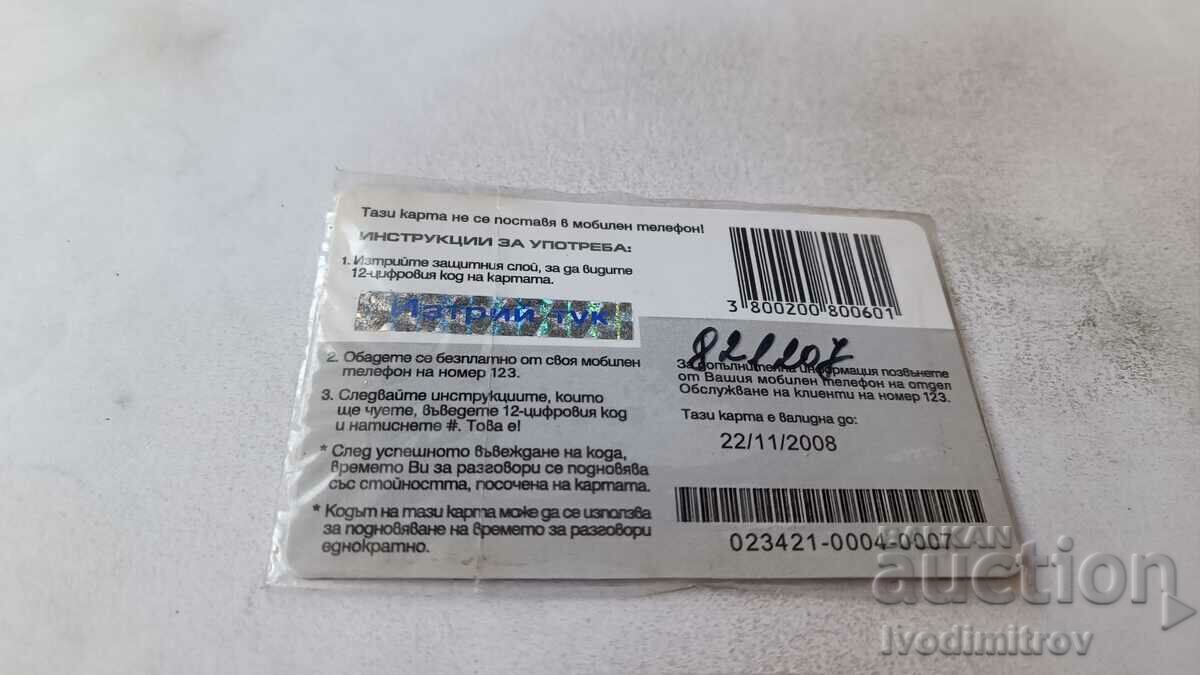 Тази карта не се поставя в мобилен телефон!
ИНСТРУКЦИИ ЗА УПОТРЕБА:
1. Изтрийте защитния слой, за да видите
12-цифровия код на картата.
Изтрий тук
2. Обадете се безплатно от своя мобилен
телефон на номер 123.
3. Следвайте инструкциите, които
ще чуете, въведете 12-цифровия код
и натиснете #. Това е!
* След успешното въвеждане на кода,
времето Ви за разговори се подновява
със стойността, посочена на картата.
* Кодът на тази карта може да се използва
за подновяване на времето за разговори
еднократно.
3 800200 800601
За допълнителна информация позвънете
от Вашия мобилен телефон на отдел
Обслужване на клиенти на номер 123.
Тази карта е валидна до:
22/11/2008
023421-0004-0007
BALKAN
auction
Ivodimitrov